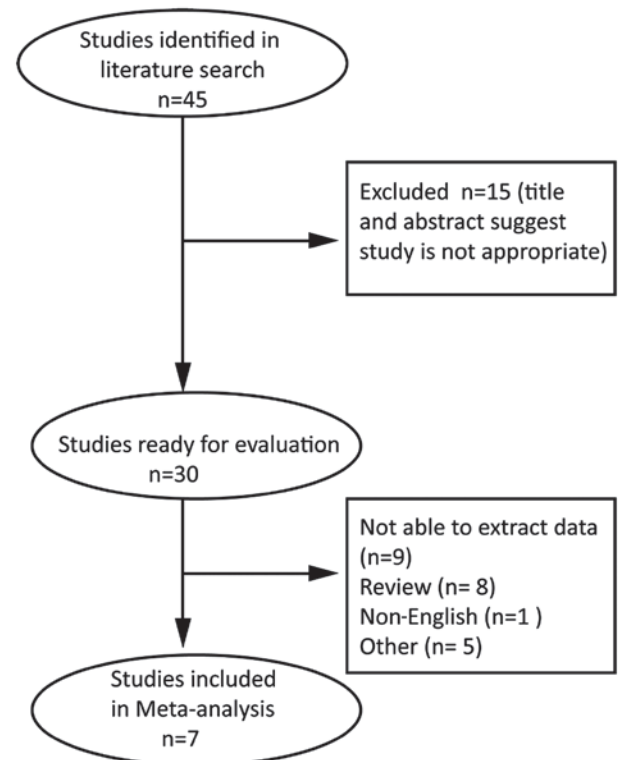 Studies identified in
literature search
n=45
Excluded  n=15 (title
and abstract suggest
study is not appropriate)
Studies ready for evaluation
n=30
Not able to extract data
(n=9)
Review (n= 8)
Non-English (n=1 )
Other (n= 5)
Studies included
in Meta-analysis
n=7